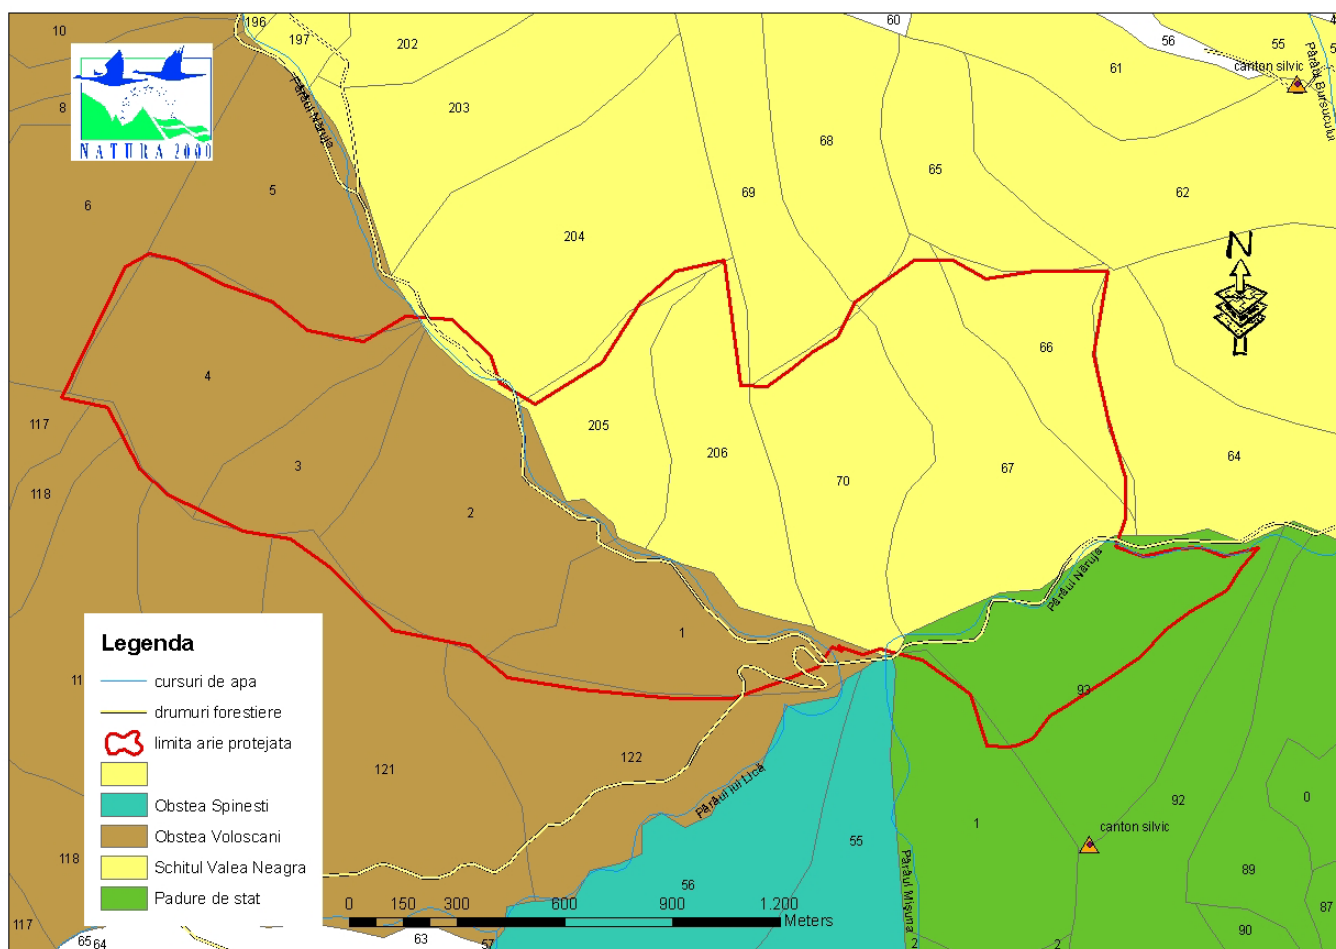 10
196
197
202
60
56
55
4
5
canton silvic
61
Pârâul Bursucului
8
203
68
65
62
Pârâul Năruja
NATURA 2000
6
5
69
204
N
4
66
117
205
206
3
118
2
70
67
64
Pârâul Năruja
1
11
93
121
122
Pârâul lui Lică
55
56
1
92
canton silvic
0
89
87
90
118
117
65
64
63
57
2
2
Pârâul Mișuna
Legenda
cursuri de apa
drumuri forestiere
limita arie protejata
Obstea Spinesti
Obstea Voloscani
Schitul Valea Neagra
Padure de stat
0 150 300 600 900 1.200
Meters